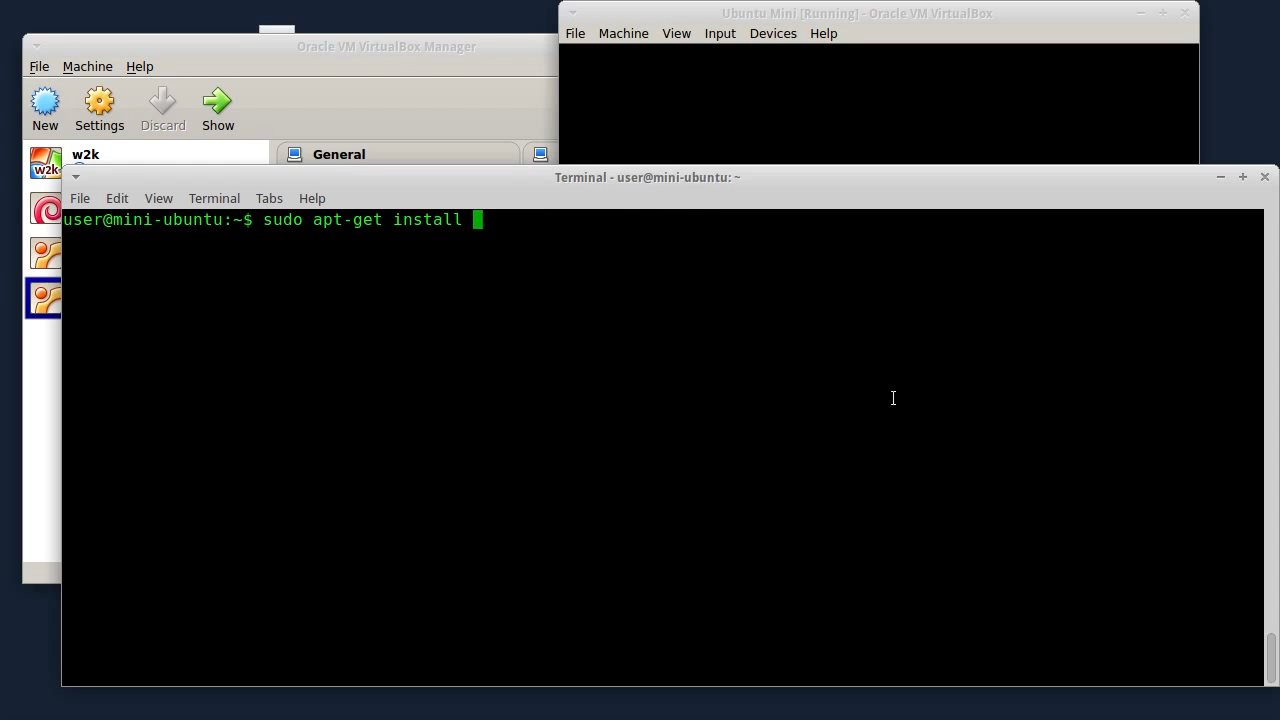 Ubuntu Mini [Running] - Oracle VM VirtualBox
File Machine View Input Devices Help
Oracle VM VirtualBox Manager
File Machine Help
New Settings Discard Show
w2k
General
w2k
Terminal - user@mini-ubuntu: ~
File Edit View Terminal Tabs Help
user@mini-ubuntu:~$ sudo apt-get install